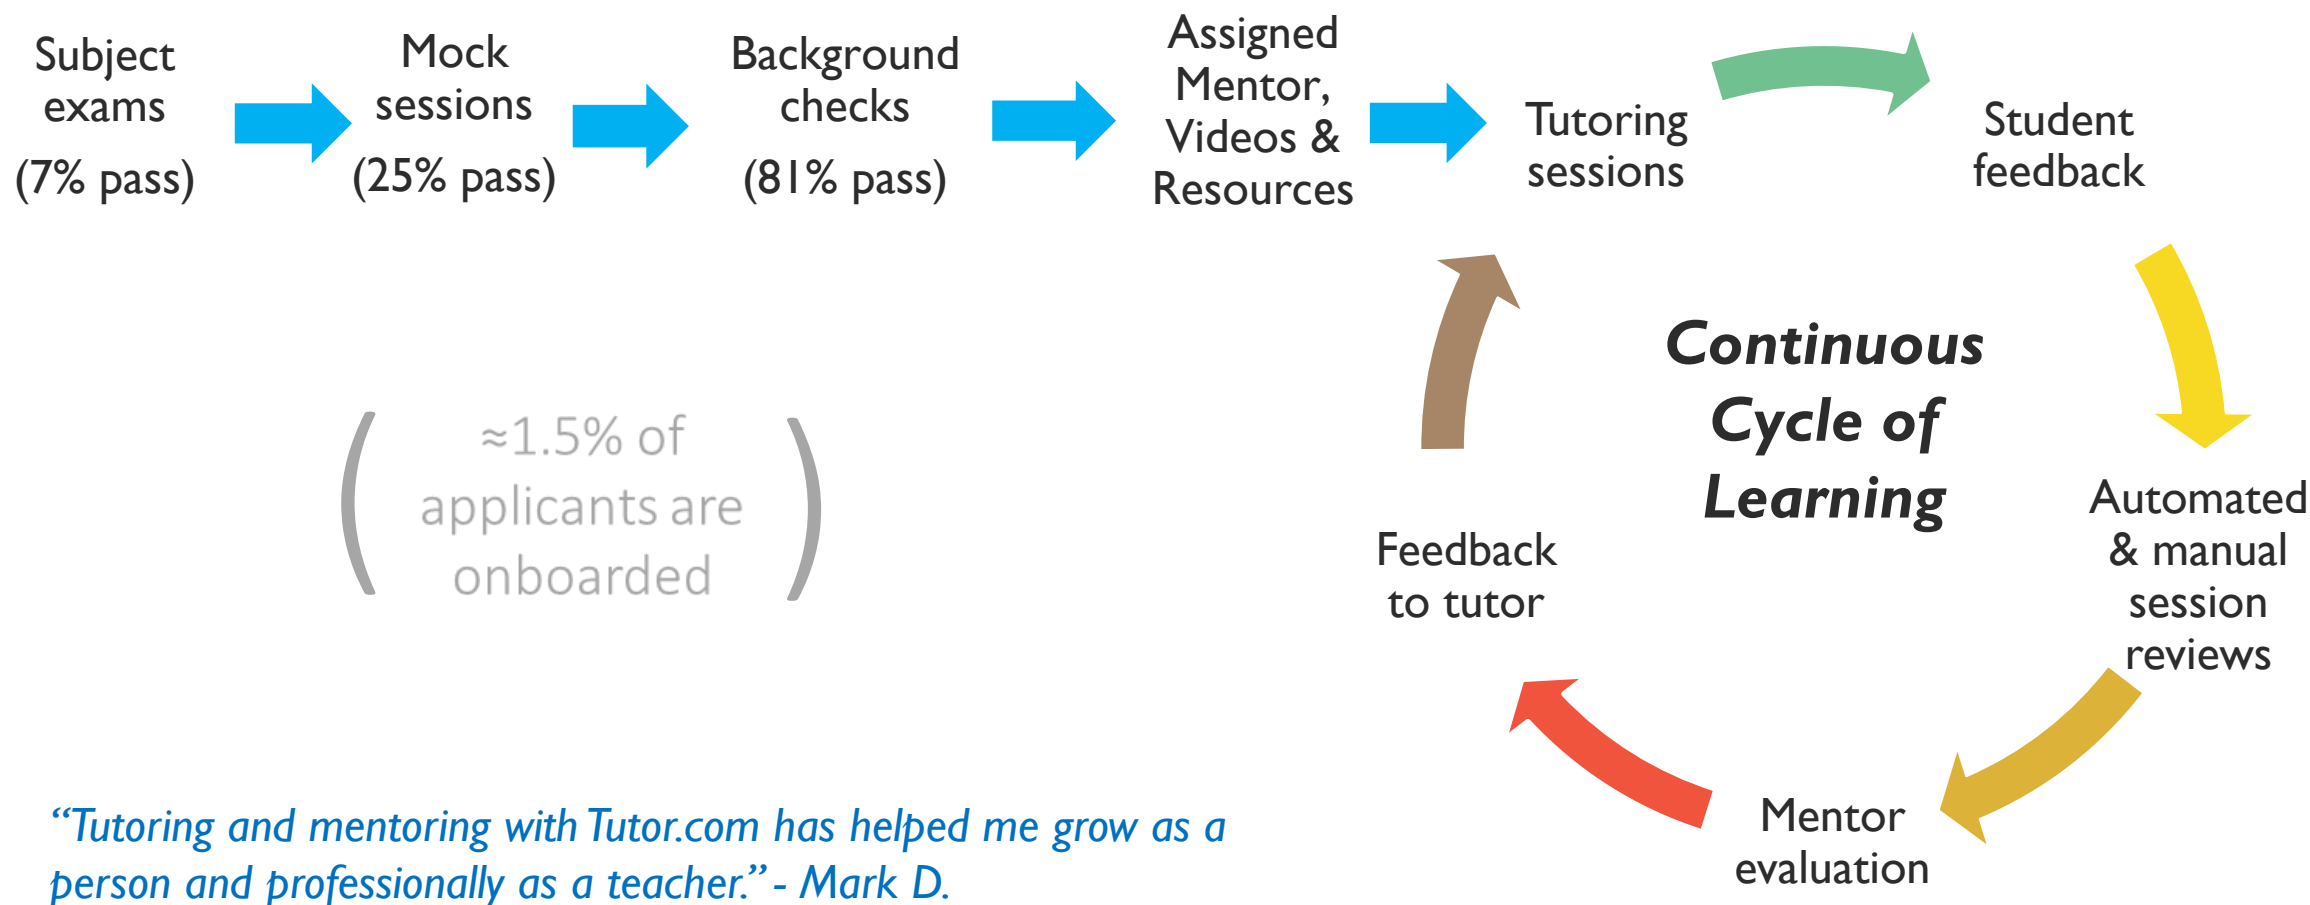 Subject
exams
(7% pass)
Mock
sessions
(25% pass)
Background
checks
(81% pass)
Assigned
Mentor,
Videos &
Resources
Tutoring
sessions
Student
feedback
Automated
& manual
session
reviews
Mentor
evaluation
Feedback
to tutor
Continuous
Cycle of
Learning
≈1.5% of
applicants are
onboarded
“Tutoring and mentoring with Tutor.com has helped me grow as a
person and professionally as a teacher.” - Mark D.